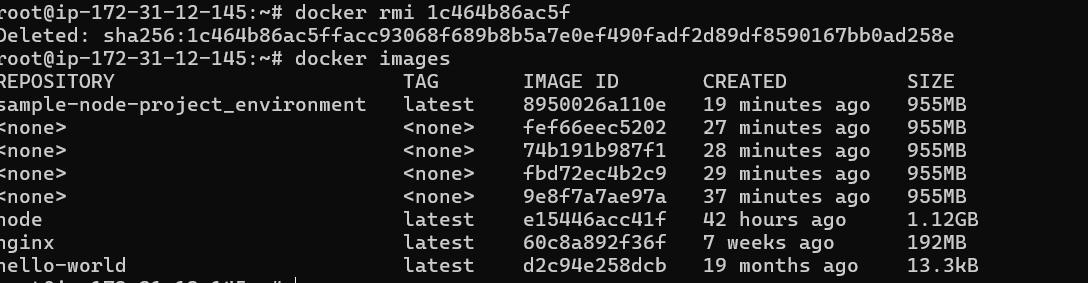 root@ip-172-31-12-145:~# docker rmi 1c464b86ac5f
Deleted: sha256:1c464b86ac5ffacc93068f689b8b5a7e0ef490fadf2d89df8590167bb0ad258e
root@ip-172-31-12-145:~# docker images
REPOSITORY TAG IMAGE ID CREATED SIZE
sample-node-project_environment latest 8950026a110e 19 minutes ago 955MB
<none> <none> fef66eec5202 27 minutes ago 955MB
<none> <none> 74b191b987f1 28 minutes ago 955MB
<none> <none> fbd72ec4b2c9 29 minutes ago 955MB
<none> <none> 9e8f7a7ae97a 37 minutes ago 955MB
node latest e15446acc41f 42 hours ago 1.12GB
nginx latest 60c8a892f36f 7 weeks ago 192MB
hello-world latest d2c94e258dcb 19 months ago 13.3kB